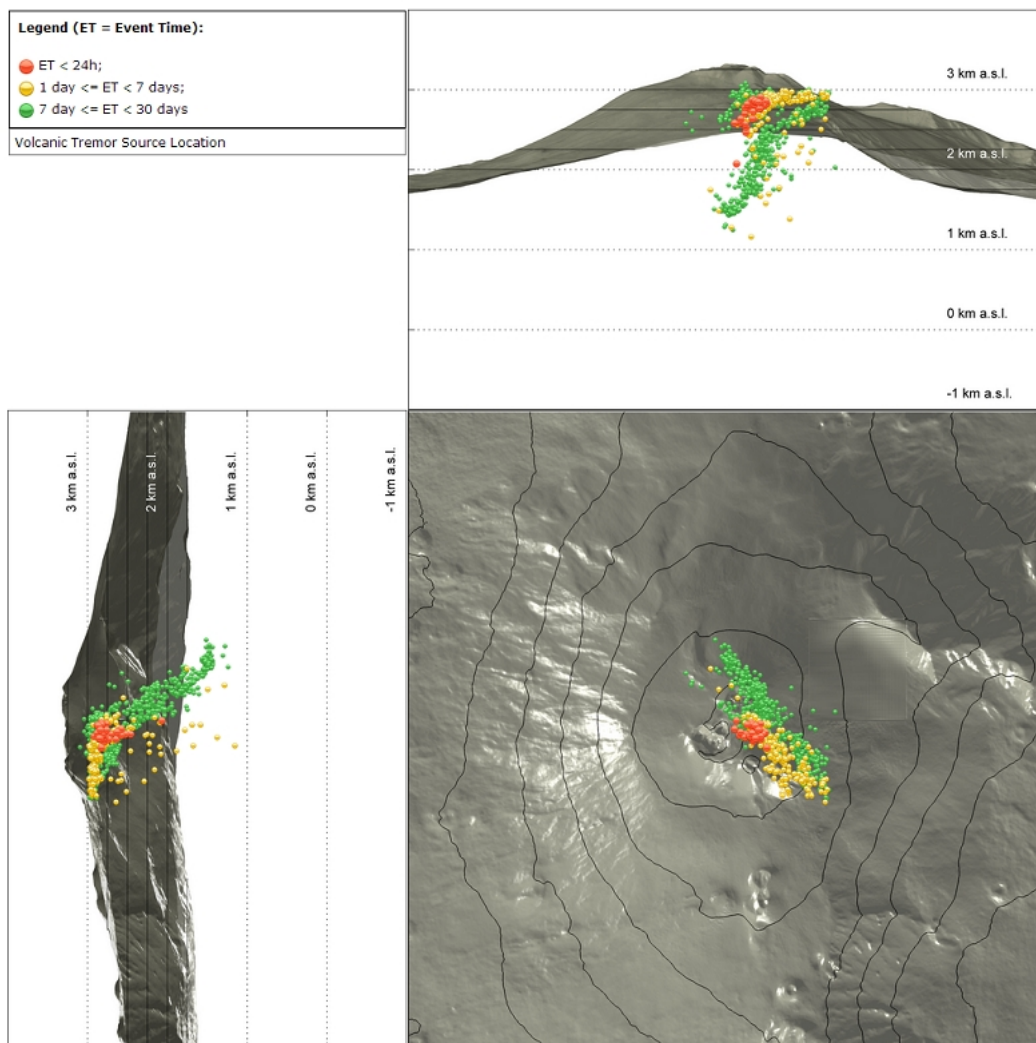 Legend (ET = Event Time):
ET < 24h;
1 day <= ET < 7 days;
7 day <= ET < 30 days
Volcanic Tremor Source Location
3 km a.s.l.
2 km a.s.l.
1 km a.s.l.
0 km a.s.l.
-1 km a.s.l.
3 km a.s.l.
2 km a.s.l.
1 km a.s.l.
0 km a.s.l.
-1 km a.s.l.